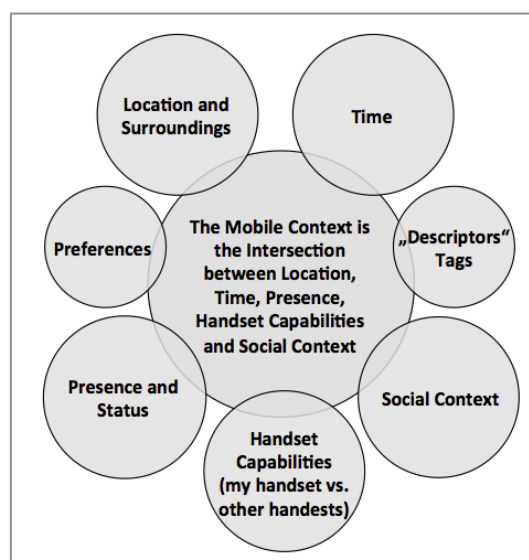 Location and
Surroundings
Time
The Mobile Context is
the Intersection
between Location,
Time, Presence,
Handset Capabilities
and Social Context
Preferences
„Descriptors“
Tags
Presence and
Status
Social Context
Handset
Capabilities
(my handset vs.
other handests)